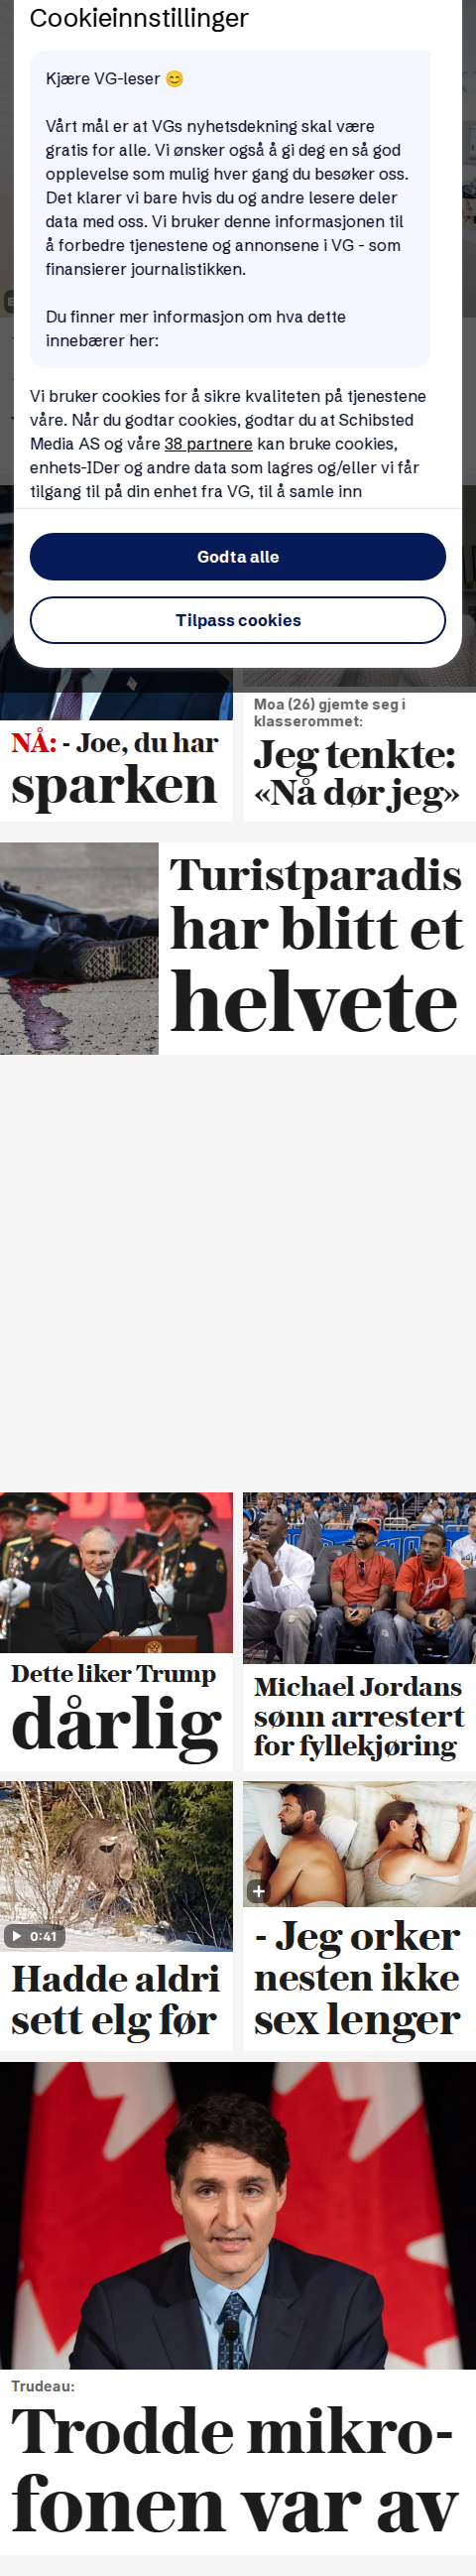 Cookieinnstillinger
Kjære VG-leser 😊
Vårt mål er at VGs nyhetsdekning skal være
gratis for alle. Vi ønsker også å gi deg en så god
opplevelse som mulig hver gang du besøker oss.
Det klarer vi bare hvis du og andre lesere deler
data med oss. Vi bruker denne informasjonen til
å forbedre tjenestene og annonsene i VG - som
finansierer journalistikken.
Du finner mer informasjon om hva dette
innebærer her:
Vi bruker cookies for å sikre kvaliteten på tjenestene
våre. Når du godtar cookies, godtar du at Schibsted
Media AS og våre 38 partnere kan bruke cookies,
enhets-IDer og andre data som lagres og/eller vi får
tilgang til på din enhet fra VG, til å samle inn
Godta alle
Tilpass cookies
NÅ: - Joe, du har
sparken
Moa (26) gjemte seg i
klasserommet:
Jeg tenkte:
«Nå dør jeg»
Turistparadis
har blitt et
helvete
Dette liker Trump
dårlig
Michael Jordans
sønn arrestert
for fyllekjøring
0:41
Hadde aldri
sett elg før
- Jeg orker
nesten ikke
sex lenger
Trudeau:
Trodde mikro-
fonen var av